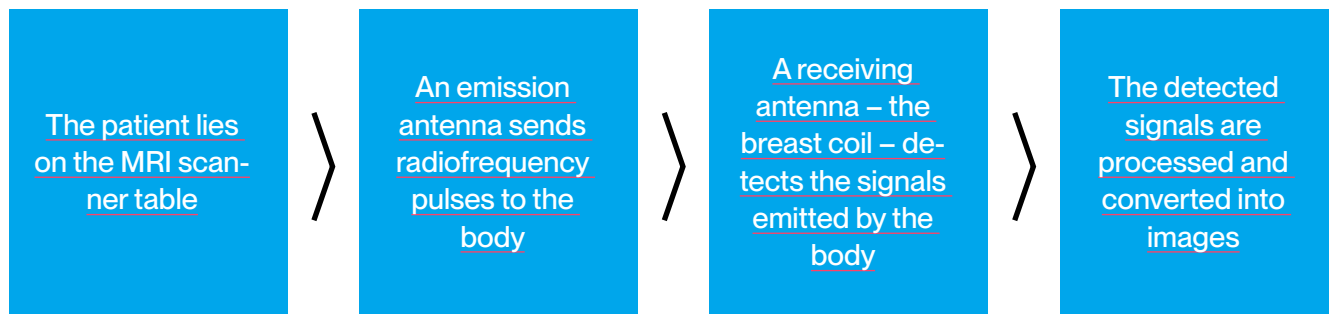 The patient lies
on the MRI scan-
ner table
An emission
antenna sends
radiofrequency
pulses to the
body
A receiving
antenna – the
breast coil – de-
tects the signals
emitted by the
body
The detected
signals are
processed and
converted into
images